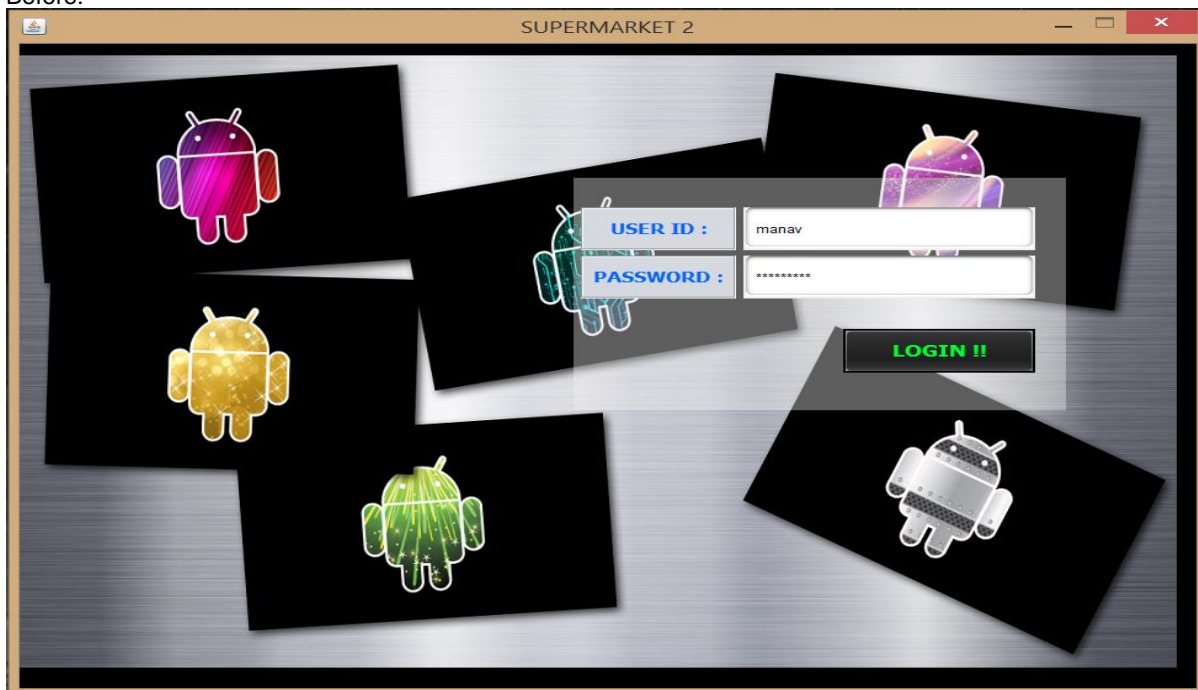 Before:
SUPERMARKET 2
USER ID : manav
PASSWORD : *********
LOGIN !!